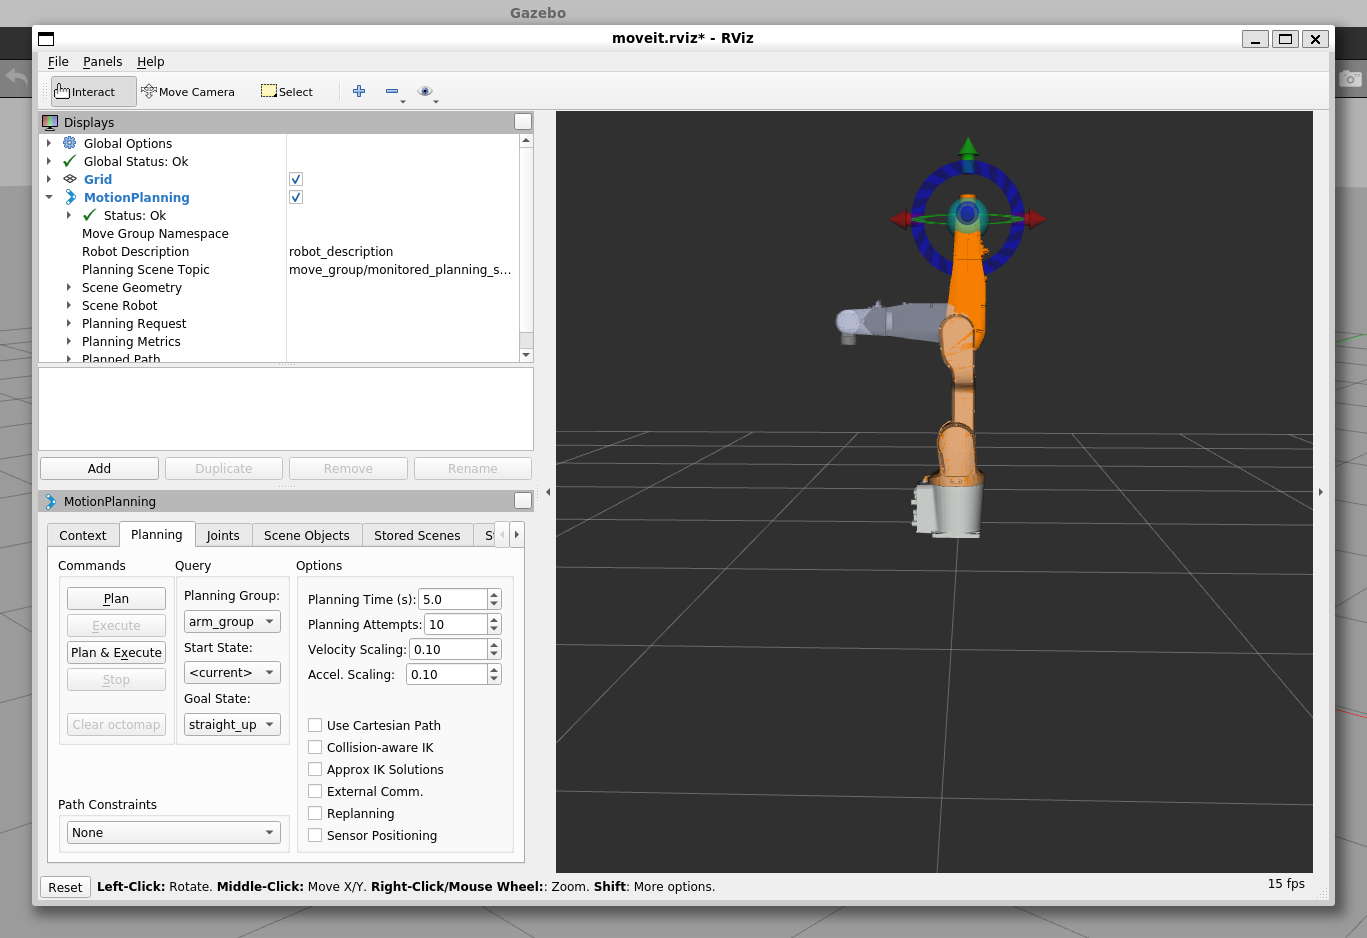 Gazebo
moveit.rviz* - RViz
File Panels Help
Interact Move Camera Select
Displays
Global Options
Global Status: Ok
Grid
MotionPlanning
Status: Ok
Move Group Namespace
Robot Description robot_description
Planning Scene Topic move_group/monitored_planning_s...
Scene Geometry
Scene Robot
Planning Request
Planning Metrics
Planned Path
Add Duplicate Remove Rename
MotionPlanning
Context Planning Joints Scene Objects Stored Scenes
Commands Query Options
Plan
Execute
Plan & Execute
Stop
Clear octomap
Planning Group:
arm_group
Start State:
<current>
Goal State:
straight_up
Planning Time (s): 5.0
Planning Attempts: 10
Velocity Scaling: 0.10
Accel. Scaling: 0.10
Use Cartesian Path
Collision-aware IK
Approx IK Solutions
External Comm.
Replanning
Sensor Positioning
Path Constraints
None
Reset Left-Click: Rotate. Middle-Click: Move X/Y. Right-Click/Mouse Wheel:: Zoom. Shift: More options. 15 fps